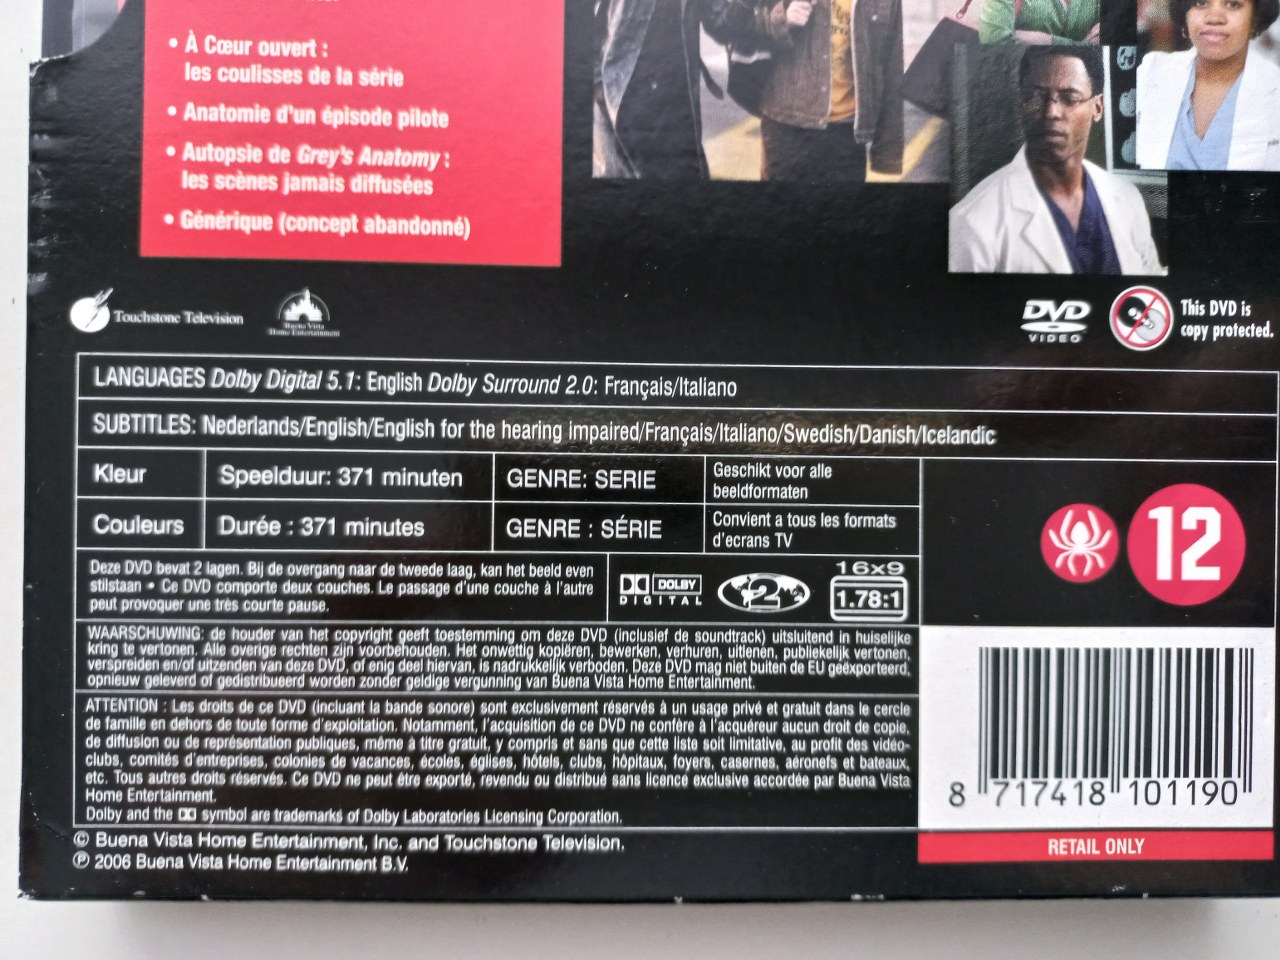 • À Cœur ouvert :
les coulisses de la série
• Anatomie d'un épisode pilote
• Autopsie de Grey's Anatomy :
les scènes jamais diffusées
• Générique (concept abandonné)
Touchstone Television
Buena Vista
Home Entertainment
DVD
VIDEO
This DVD is
copy protected.
LANGUAGES Dolby Digital 5.1: English Dolby Surround 2.0: Français/Italiano
SUBTITLES: Nederlands/English/English for the hearing impaired/Français/Italiano/Swedish/Danish/Icelandic
Kleur
Speelduur: 371 minuten
GENRE: SERIE
Geschikt voor alle
beeldformaten
Couleurs
Durée : 371 minutes
GENRE : SÉRIE
Convient a tous les formats
d'ecrans TV
12
Deze DVD bevat 2 lagen. Bij de overgang naar de tweede laag, kan het beeld even
stilstaan • Ce DVD comporte deux couches. Le passage d'une couche à l'autre
peut provoquer une très courte pause.
DOLBY
DIGITAL
2
16x9
1.78:1
WAARSCHUWING: de houder van het copyright geeft toestemming om deze DVD (inclusief de soundtrack) uitsluitend in huiselijke
kring te vertonen. Alle overige rechten zijn voorbehouden. Het onwettig kopiëren, bewerken, verhuren, uitlenen, publiekelijk vertonen,
verspreiden en/of uitzenden van deze DVD, of enig deel hiervan, is nadrukkelijk verboden. Deze DVD mag niet buiten de EU geëxporteerd,
opnieuw geleverd of gedistribueerd worden zonder geldige vergunning van Buena Vista Home Entertainment.
ATTENTION : Les droits de ce DVD (incluant la bande sonore) sont exclusivement réservés à un usage privé et gratuit dans le cercle
de famille en dehors de toute forme d'exploitation. Notamment, l'acquisition de ce DVD ne confère à l'acquéreur aucun droit de copie,
de diffusion ou de représentation publiques, même à titre gratuit, y compris et sans que cette liste soit limitative, au profit des vidéo-
clubs, comités d'entreprises, colonies de vacances, écoles, églises, hôtels, clubs, hôpitaux, foyers, casernes, aéronefs et bateaux,
etc. Tous autres droits réservés. Ce DVD ne peut être exporté, revendu ou distribué sans licence exclusive accordée par Buena Vista
Home Entertainment.
Dolby and the symbol are trademarks of Dolby Laboratories Licensing Corporation.
8 717418 101190
RETAIL ONLY
© Buena Vista Home Entertainment, Inc. and Touchstone Television.
℗ 2006 Buena Vista Home Entertainment B.V.